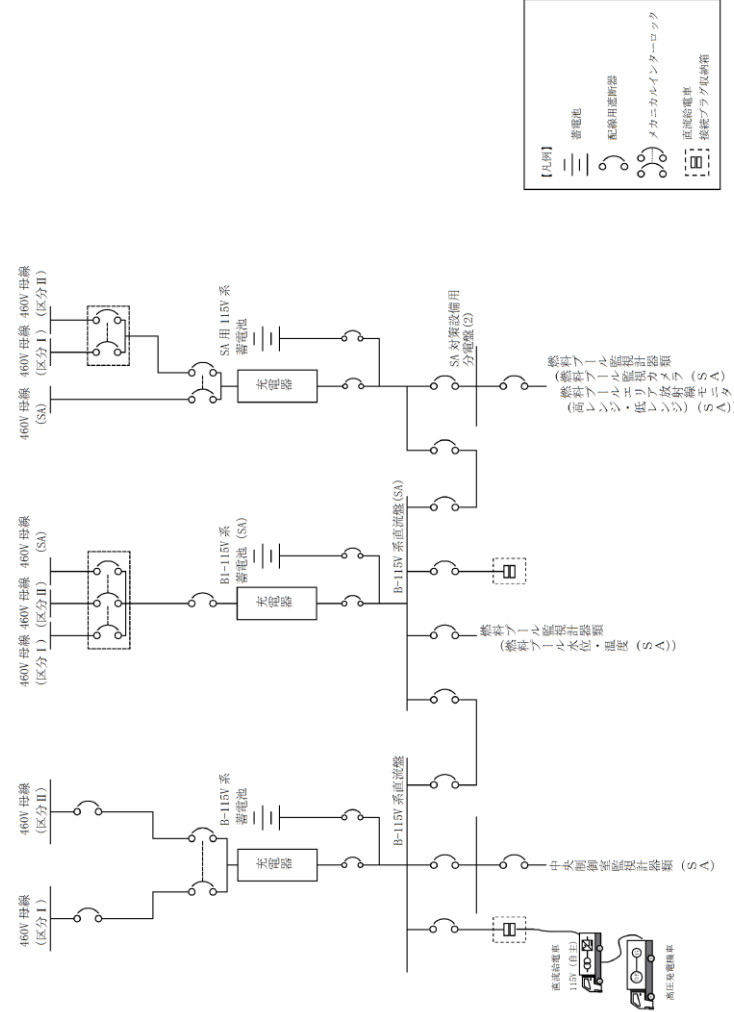 460V 母線
(区分Ⅰ)
460V 母線
(区分Ⅱ)
B-115V 系
蓄電池
充電器
B-115V 系直流盤
中央制御室監視計器類(SA)
直流給電車
115V(自主)
高圧発電機車
460V 母線
(区分Ⅰ)
460V 母線
(区分Ⅱ)
460V 母線
(SA)
B1-115V 系
蓄電池(SA)
充電器
B-115V 系直流盤(SA)
燃料プール監視計器類
(燃料プール水位・温度(SA))
460V 母線
(SA)
460V 母線
(区分Ⅰ)
460V 母線
(区分Ⅱ)
SA 用 115V 系
蓄電池
充電器
SA 対策設備用
分電盤(2)
燃料プール監視計器類
(燃料プール監視カメラ(SA)
燃料プールエリア放射線モニタ
(高レンジ・低レンジ)(SA)
【凡例】
蓄電池
配線用遮断器
メカニカルインターロック
直流給電車
接続プラグ収納箱